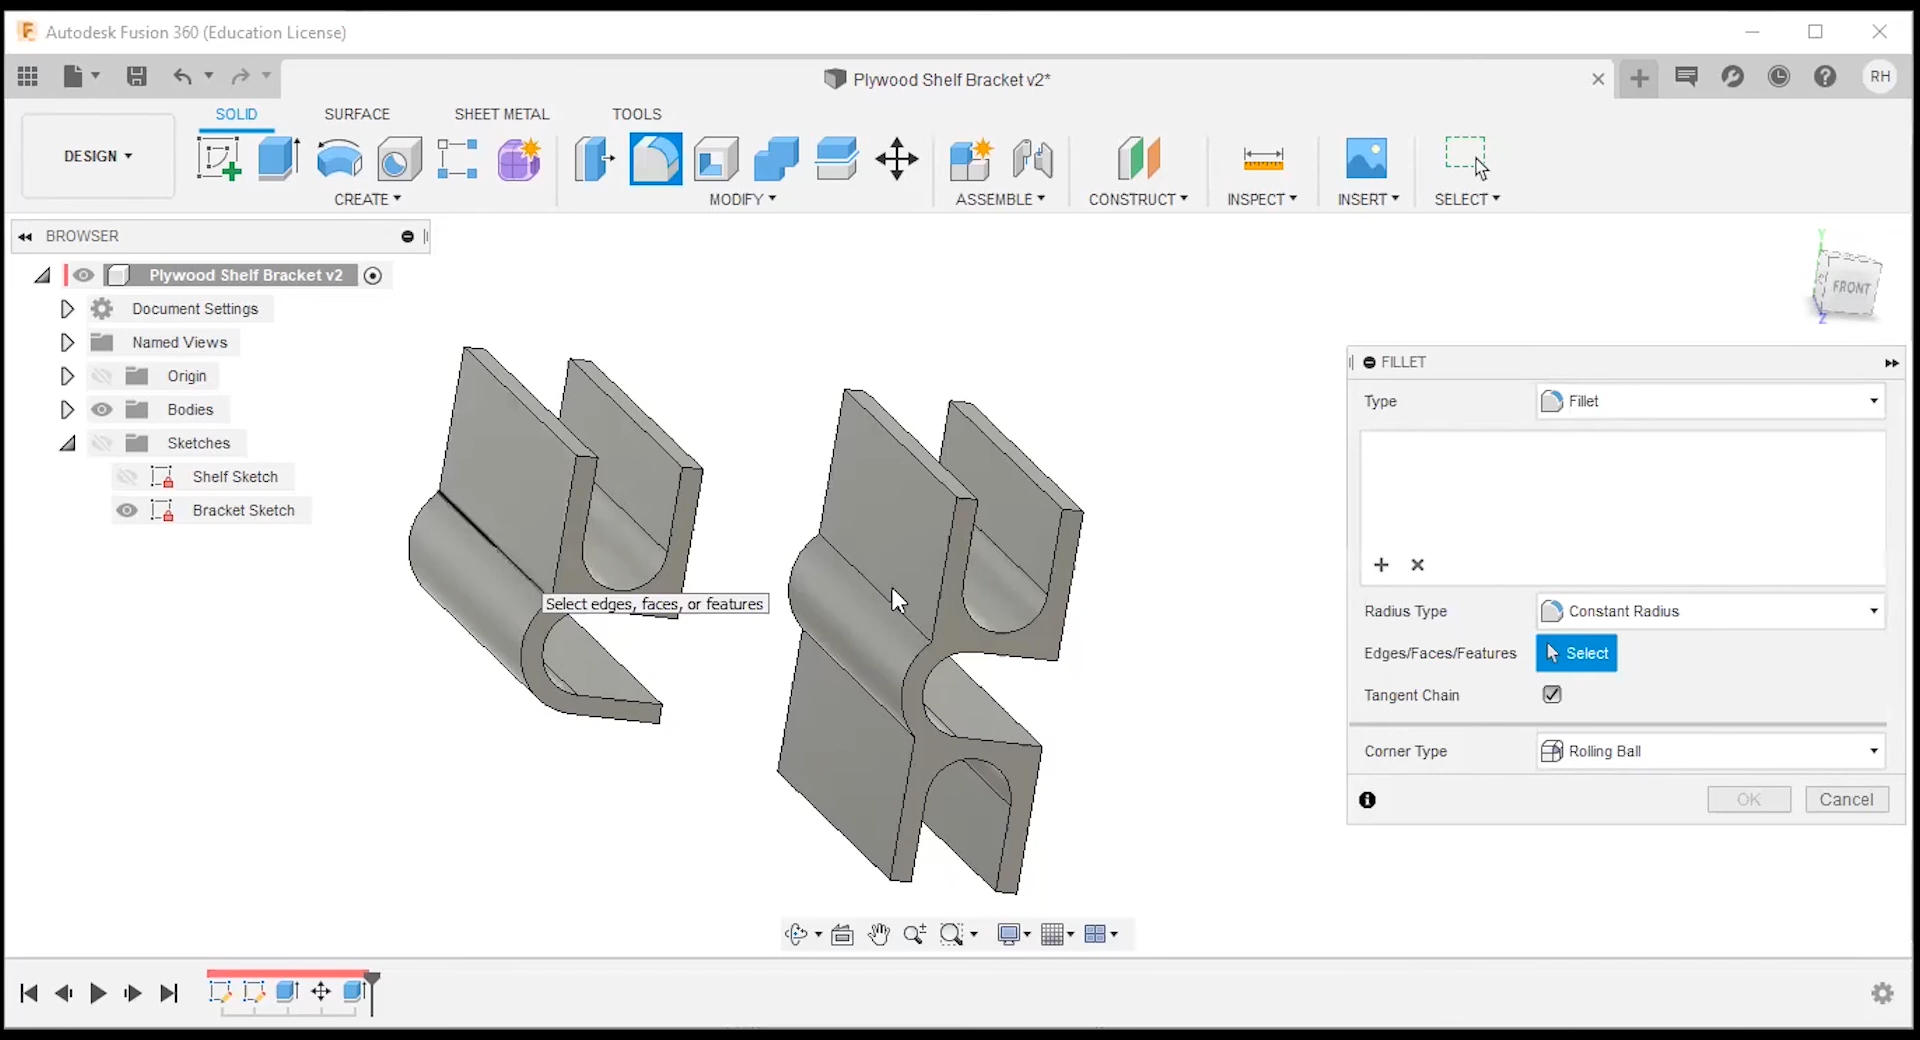 Autodesk Fusion 360 (Education License)
Plywood Shelf Bracket v2*
RH
SOLID SURFACE SHEET METAL TOOLS
DESIGN
CREATE MODIFY ASSEMBLE CONSTRUCT INSPECT INSERT SELECT
BROWSER
Plywood Shelf Bracket v2
Document Settings
Named Views
Origin
Bodies
Sketches
Shelf Sketch
Bracket Sketch
Y
FRONT
Z
Select edges, faces, or features
FILLET
Type Fillet
Radius Type Constant Radius
Edges/Faces/Features Select
Tangent Chain
Corner Type Rolling Ball
OK Cancel